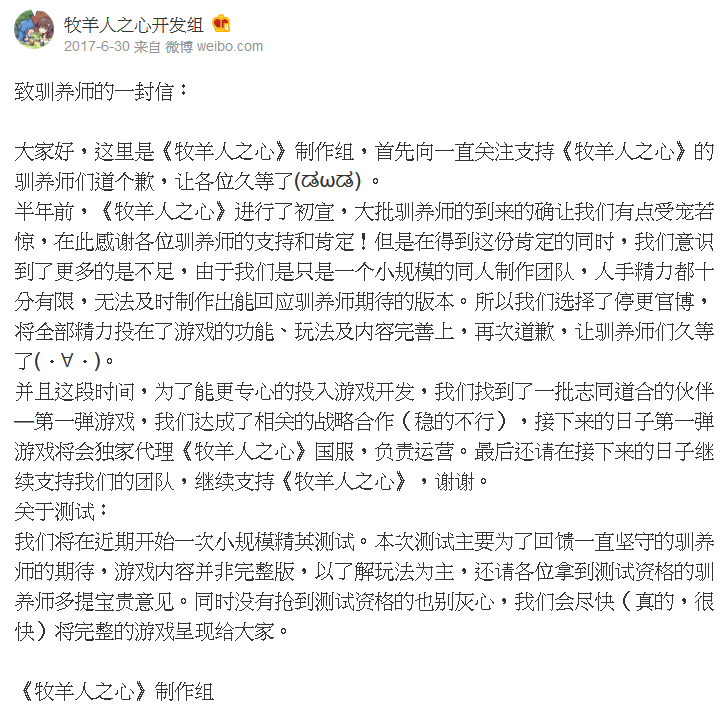 牧羊人之心开发组
2017-6-30 来自 微博 weibo.com
致驯养师的一封信：
大家好，这里是《牧羊人之心》制作组，首先向一直关注支持《牧羊人之心》的
驯养师们道个歉，让各位久等了(ಡωಡ) 。
半年前，《牧羊人之心》进行了初宣，大批驯养师的到来的确让我们有点受宠若
惊，在此感谢各位驯养师的支持和肯定！但是在得到这份肯定的同时，我们意识
到了更多的是不足，由于我们是只是一个小规模的同人制作团队，人手精力都十
分有限，无法及时制作出能回应驯养师期待的版本。所以我们选择了停更官博，
将全部精力投在了游戏的功能、玩法及内容完善上，再次道歉，让驯养师们久等
了(・∀・)。
并且这段时间，为了能更专心的投入游戏开发，我们找到了一批志同道合的伙伴
—第一弹游戏，我们达成了相关的战略合作（稳的不行），接下来的日子第一弹
游戏将会独家代理《牧羊人之心》国服，负责运营。最后还请在接下来的日子继
续支持我们的团队，继续支持《牧羊人之心》，谢谢。
关于测试：
我们将在近期开始一次小规模精英测试。本次测试主要为了回馈一直坚守的驯养
师的期待，游戏内容并非完整版，以了解玩法为主，还请各位拿到测试资格的驯
养师多提宝贵意见。同时没有抢到测试资格的也别灰心，我们会尽快（真的，很
快）将完整的游戏呈现给大家。
《牧羊人之心》制作组